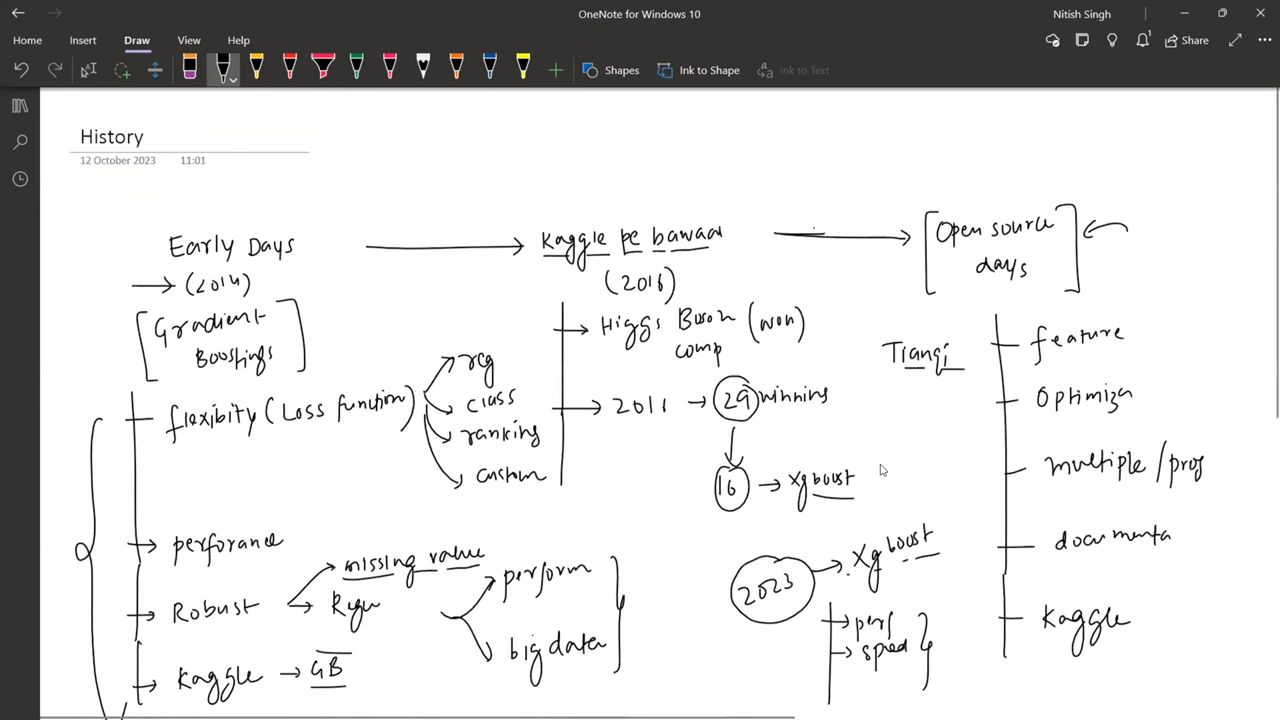 OneNote for Windows 10
Nitish Singh
Home Insert Draw View Help
Share
Shapes Ink to Shape Ink to Text
History
12 October 2023 11:01
Early Days
(2014)
[Gradient
Boostings]
flexibity (Loss function)
reg
class
ranking
custom
perforance
Robust
missing value
Regu
Kaggle → GB
perform
big data
Kaggle pe bawaal
(2016)
Higgs Boson (won)
comp
2016 → 29 winning
16 → Xgboost
2023 → Xgboost
perf
speed
[Open source
days]
Tianqi
feature
Optimiza
multiple/prog
documenta
Kaggle